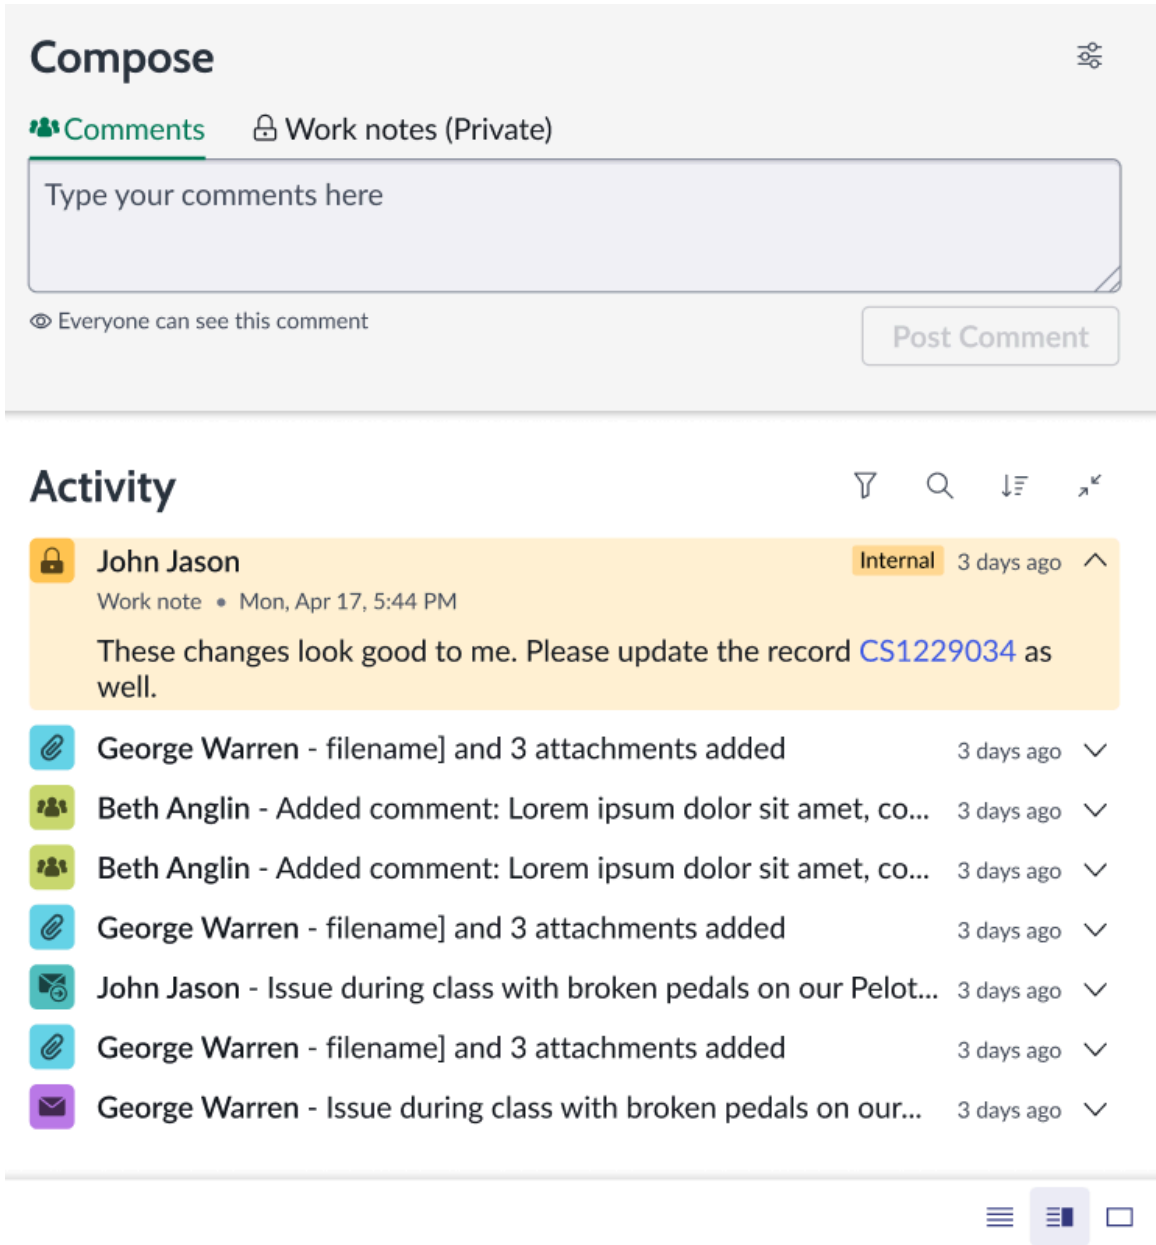 Compose
Comments
Work notes (Private)
Type your comments here
Everyone can see this comment
Post Comment
Activity
John Jason
Internal 3 days ago
Work note • Mon, Apr 17, 5:44 PM
These changes look good to me. Please update the record CS1229034 as
well.
George Warren - filename] and 3 attachments added 3 days ago
Beth Anglin - Added comment: Lorem ipsum dolor sit amet, co... 3 days ago
Beth Anglin - Added comment: Lorem ipsum dolor sit amet, co... 3 days ago
George Warren - filename] and 3 attachments added 3 days ago
John Jason - Issue during class with broken pedals on our Pelot... 3 days ago
George Warren - filename] and 3 attachments added 3 days ago
George Warren - Issue during class with broken pedals on our... 3 days ago